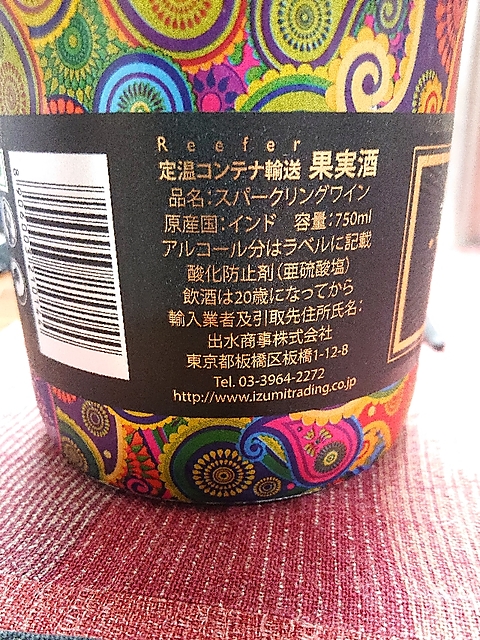 Reefer
定温コンテナ輸送 果実酒
品名:スパークリングワイン
原産国:インド 容量:750ml
アルコール分はラベルに記載
酸化防止剤(亜硫酸塩)
飲酒は20歳になってから
輸入業者及引取先住所氏名:
出水商事株式会社
東京都板橋区板橋1-12-8
Tel. 03-3964-2272
http://www.izumitrading.co.jp